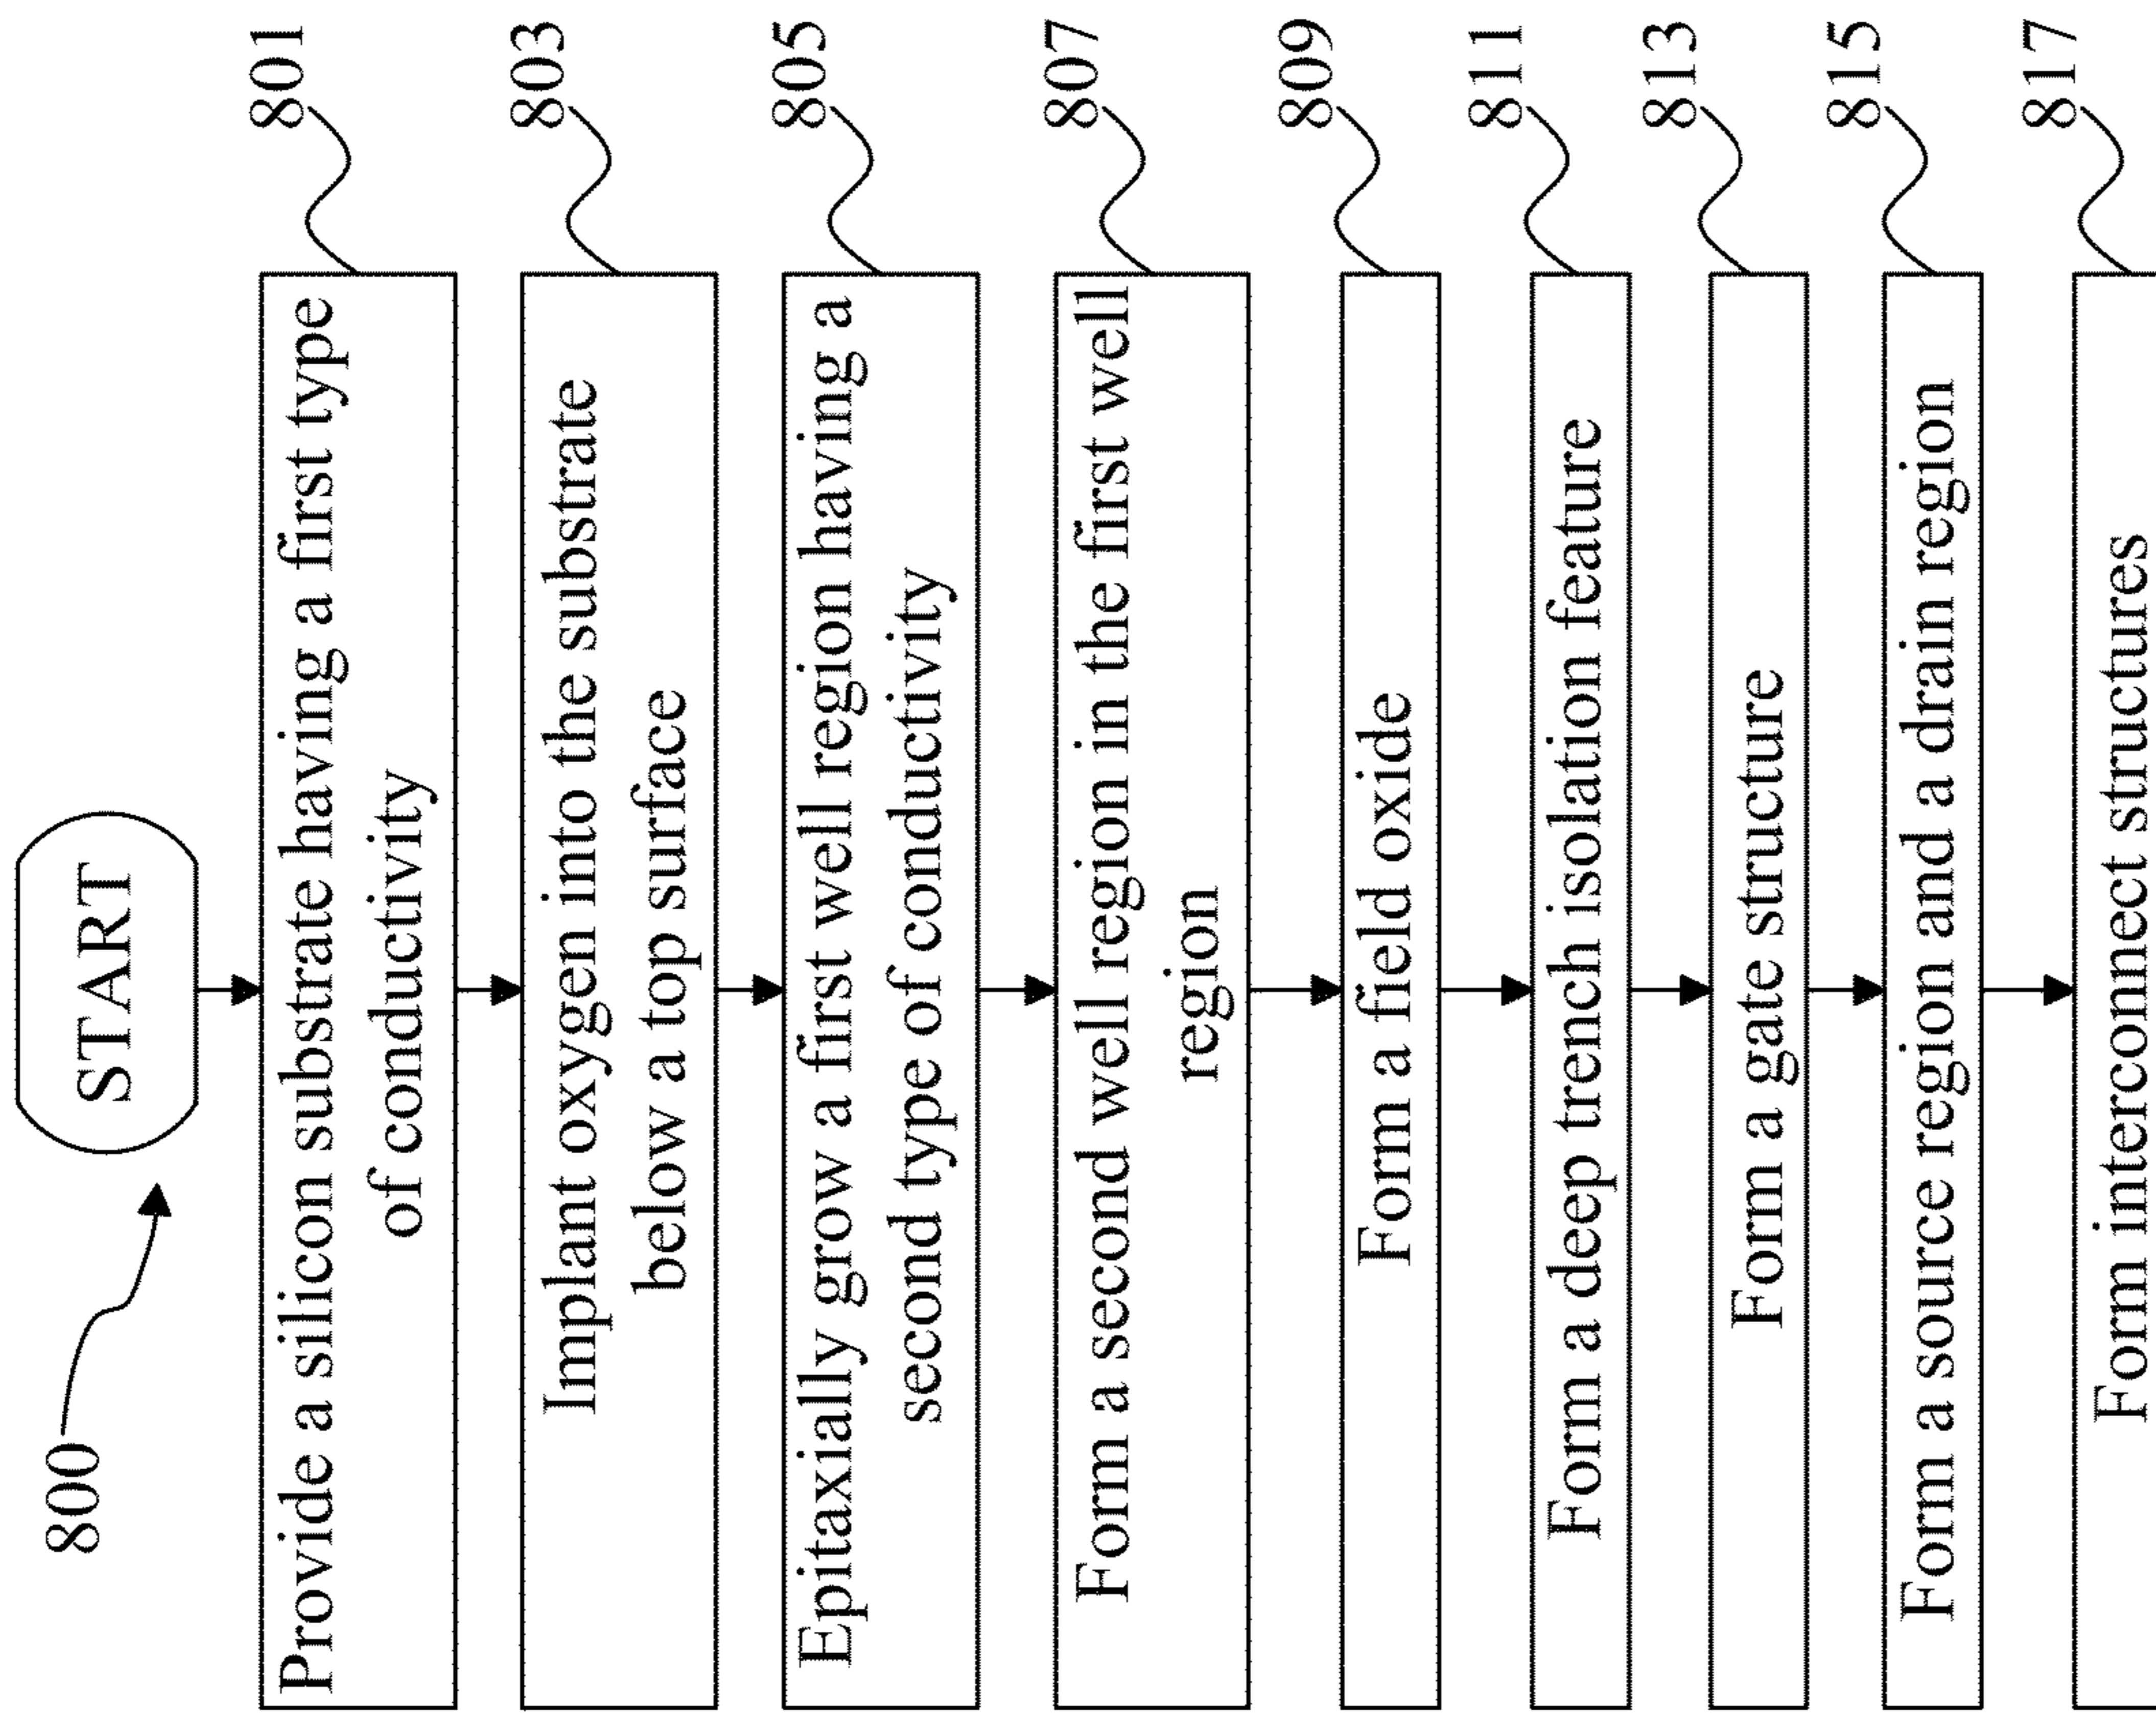 800
START
801
Provide a silicon substrate having a first type
of conductivity
803
Implant oxygen into the substrate
below a top surface
805
Epitaxially grow a first well region having a
second type of conductivity
807
Form a second well region in the first well
region
809
Form a field oxide
811
Form a deep trench isolation feature
813
Form a gate structure
815
Form a source region and a drain region
817
Form interconnect structures